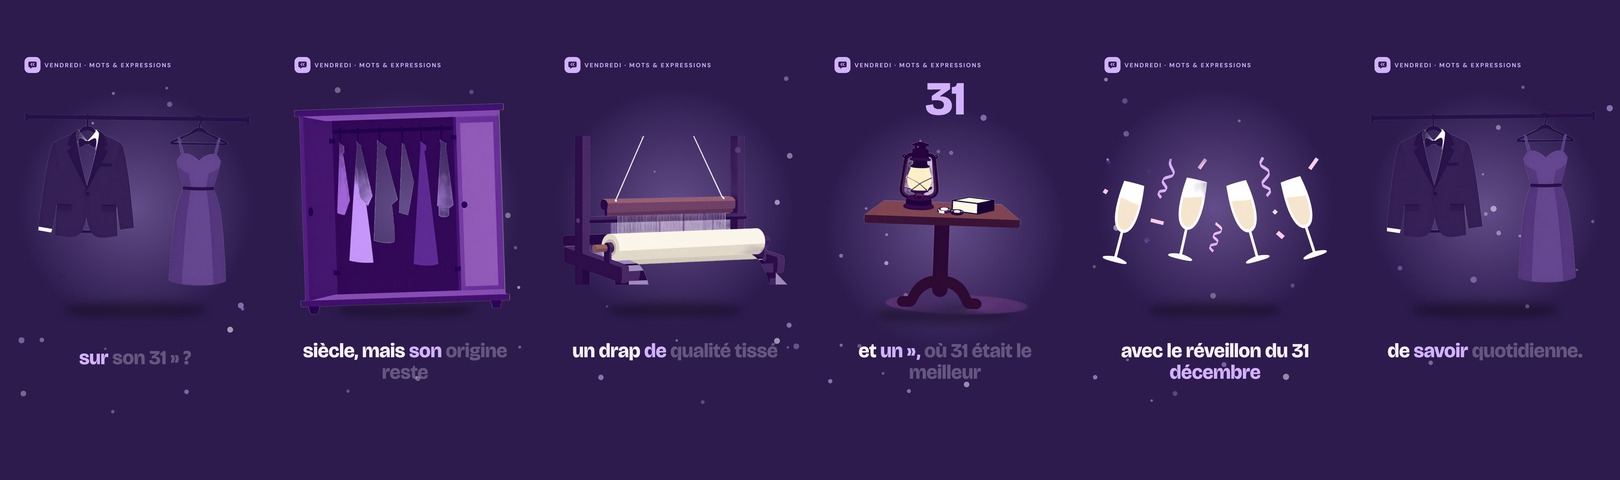 VENDREDI · MOTS & EXPRESSIONS
sur son 31 » ?
VENDREDI · MOTS & EXPRESSIONS
siècle, mais son origine
reste
VENDREDI · MOTS & EXPRESSIONS
un drap de qualité tissé
VENDREDI · MOTS & EXPRESSIONS
31
et un », où 31 était le
meilleur
VENDREDI · MOTS & EXPRESSIONS
avec le réveillon du 31
décembre
VENDREDI · MOTS & EXPRESSIONS
de savoir quotidienne.